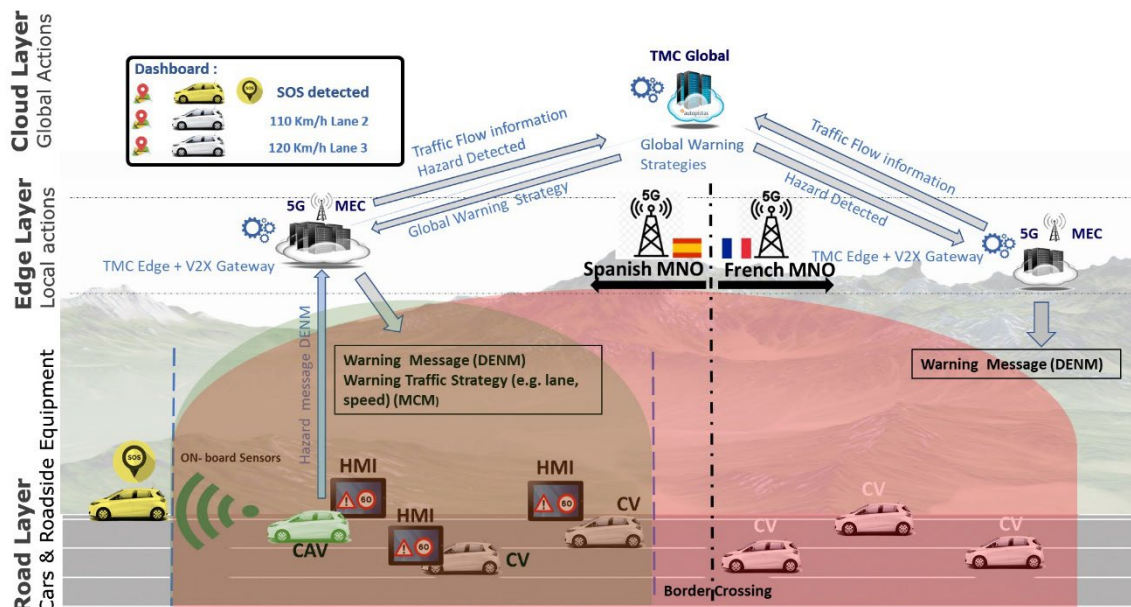 Cloud Layer
Global Actions
Dashboard :
SOS
SOS detected
110 Km/h Lane 2
120 Km/h Lane 3
TMC Global
autopistas
Global Warning
Strategies
Traffic Flow information
Hazard Detected
Global Warning Strategy
Traffic Flow information
Hazard Detected
Edge Layer
Local actions
5G MEC
TMC Edge + V2X Gateway
5G
5G
Spanish MNO
French MNO
5G MEC
TMC Edge + V2X Gateway
Hazard message DENM
Warning Message (DENM)
Warning Traffic Strategy (e.g. lane,
speed) (MCM)
Warning Message (DENM)
Road Layer
Cars & Roadside Equipment
SOS
ON- board Sensors
HMI
60
HMI
60
HMI
60
CAV
CV
CV
CV
CV
CV
Border Crossing